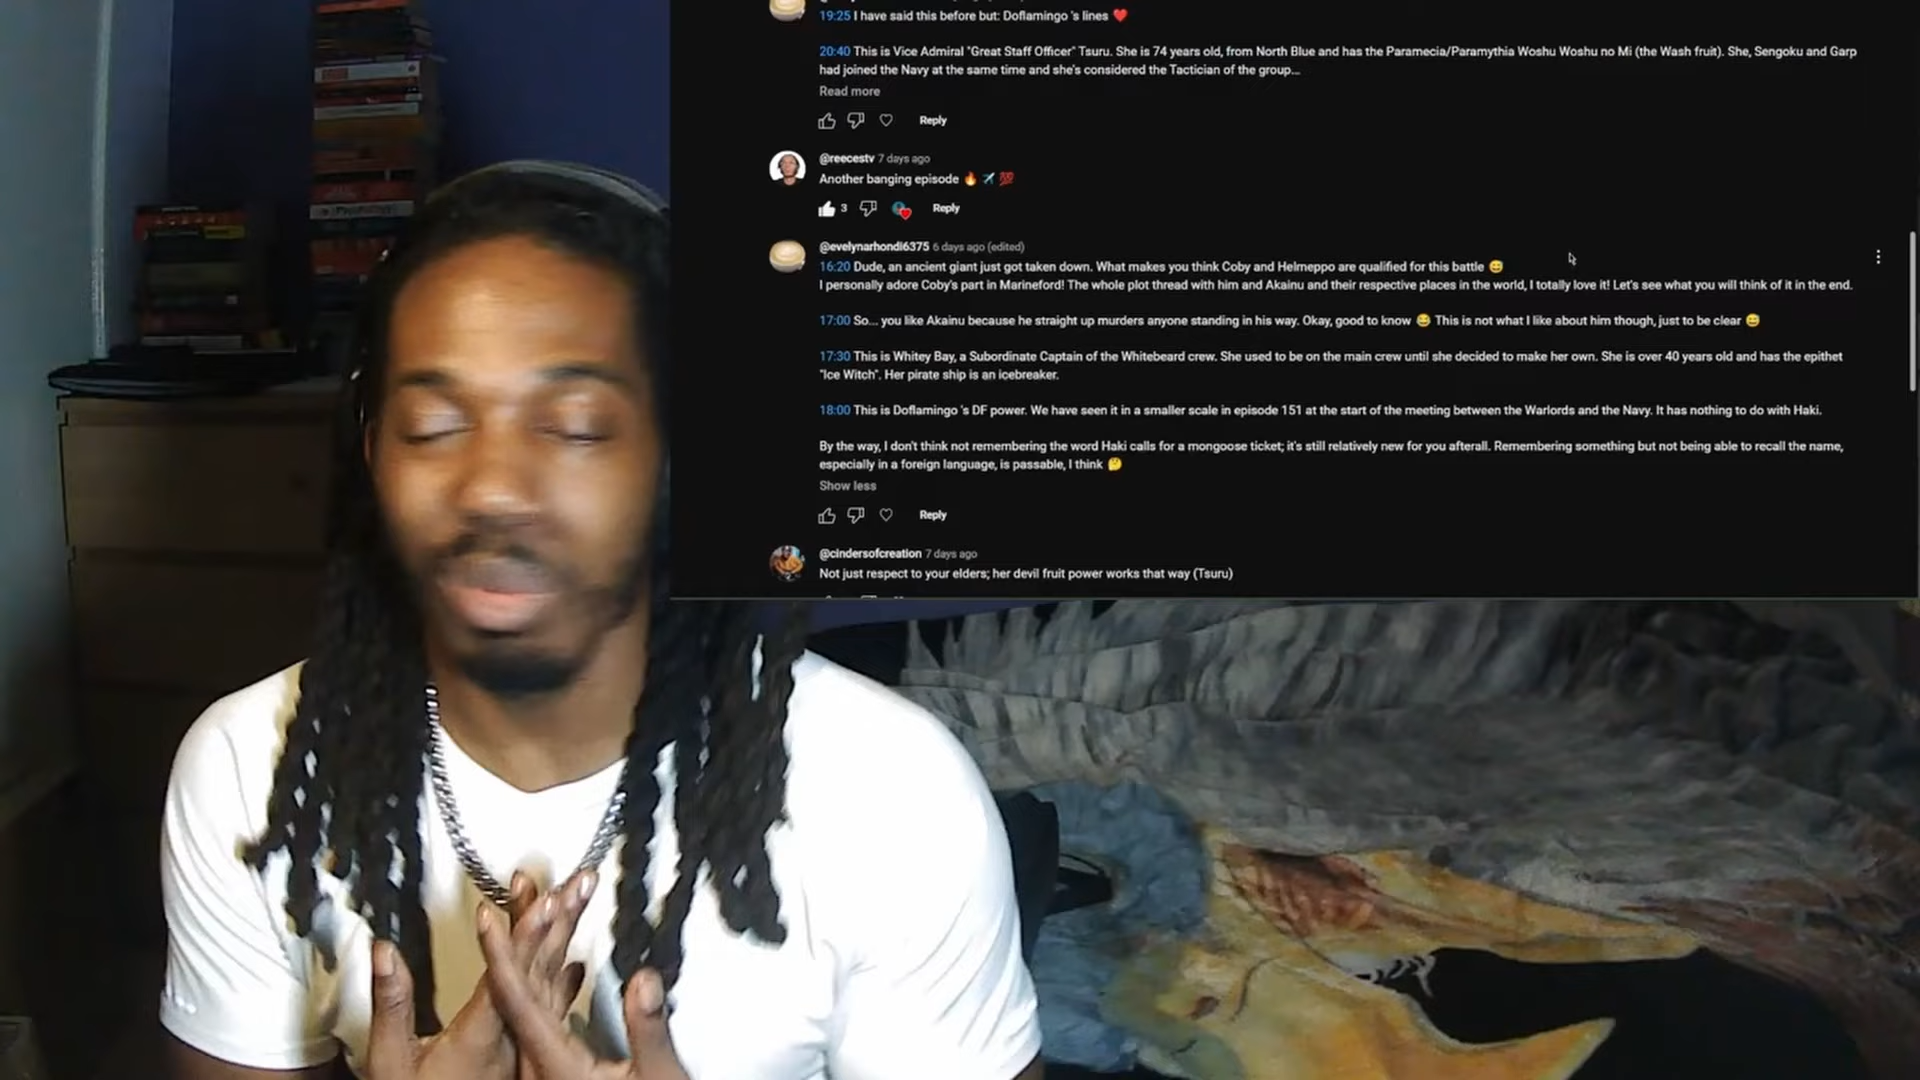 19:25 I have said this before but: Doflamingo 's lines ❤️
20:40 This is Vice Admiral "Great Staff Officer" Tsuru. She is 74 years old, from North Blue and has the Paramecia/Paramythia Woshu Woshu no Mi (the Wash fruit). She, Sengoku and Garp
had joined the Navy at the same time and she's considered the Tactician of the group...
Read more
Reply
@reecestv 7 days ago
Another banging episode 🔥 ✈️ 💯
3 Reply
@evelynarhondi6375 6 days ago (edited)
16:20 Dude, an ancient giant just got taken down. What makes you think Coby and Helmeppo are qualified for this battle 😅
I personally adore Coby's part in Marineford! The whole plot thread with him and Akainu and their respective places in the world, I totally love it! Let's see what you will think of it in the end.
17:00 So... you like Akainu because he straight up murders anyone standing in his way. Okay, good to know 😂 This is not what I like about him though, just to be clear 😅
17:30 This is Whitey Bay, a Subordinate Captain of the Whitebeard crew. She used to be on the main crew until she decided to make her own. She is over 40 years old and has the epithet
"Ice Witch". Her pirate ship is an icebreaker.
18:00 This is Doflamingo 's DF power. We have seen it in a smaller scale in episode 151 at the start of the meeting between the Warlords and the Navy. It has nothing to do with Haki.
By the way, I don't think not remembering the word Haki calls for a mongoose ticket; it's still relatively new for you afterall. Remembering something but not being able to recall the name,
especially in a foreign language, is passable, I think 🤔
Show less
Reply
@cindersofcreation 7 days ago
Not just respect to your elders; her devil fruit power works that way (Tsuru)